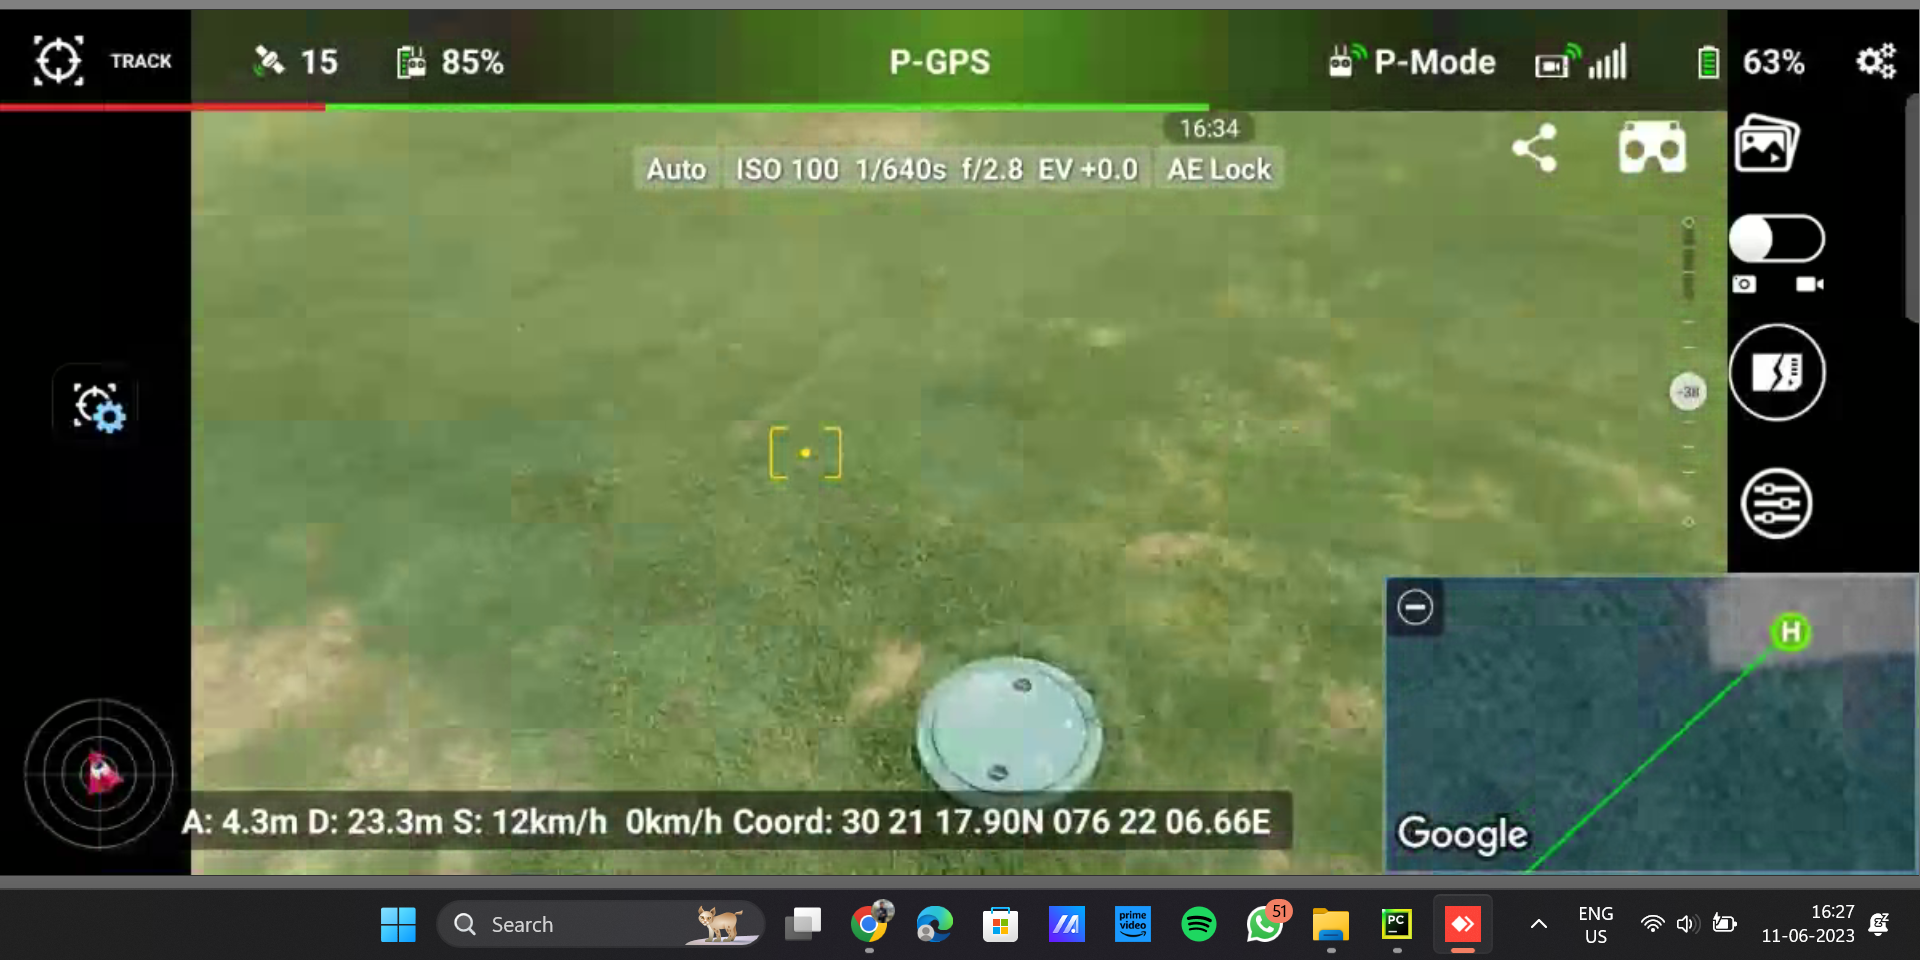 TRACK 15 85% P-GPS P-Mode 63%
16:34
Auto ISO 100 1/640s f/2.8 EV +0.0 AE Lock
-38
H
A: 4.3m D: 23.3m S: 12km/h 0km/h Coord: 30 21 17.90N 076 22 06.66E
Google
Search
prime
video
51
PC
ENG
US
16:27
11-06-2023